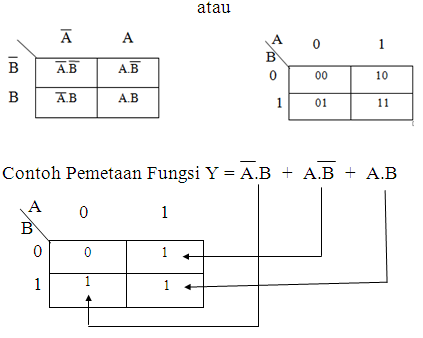 atau
A̅ A
B̅ A̅.B̅ A.B̅
B A̅.B A.B
A 0 1
B
0 00 10
1 01 11
Contoh Pemetaan Fungsi Y = A̅.B + A.B̅ + A.B
A 0 1
B
0 0 1
1 1 1